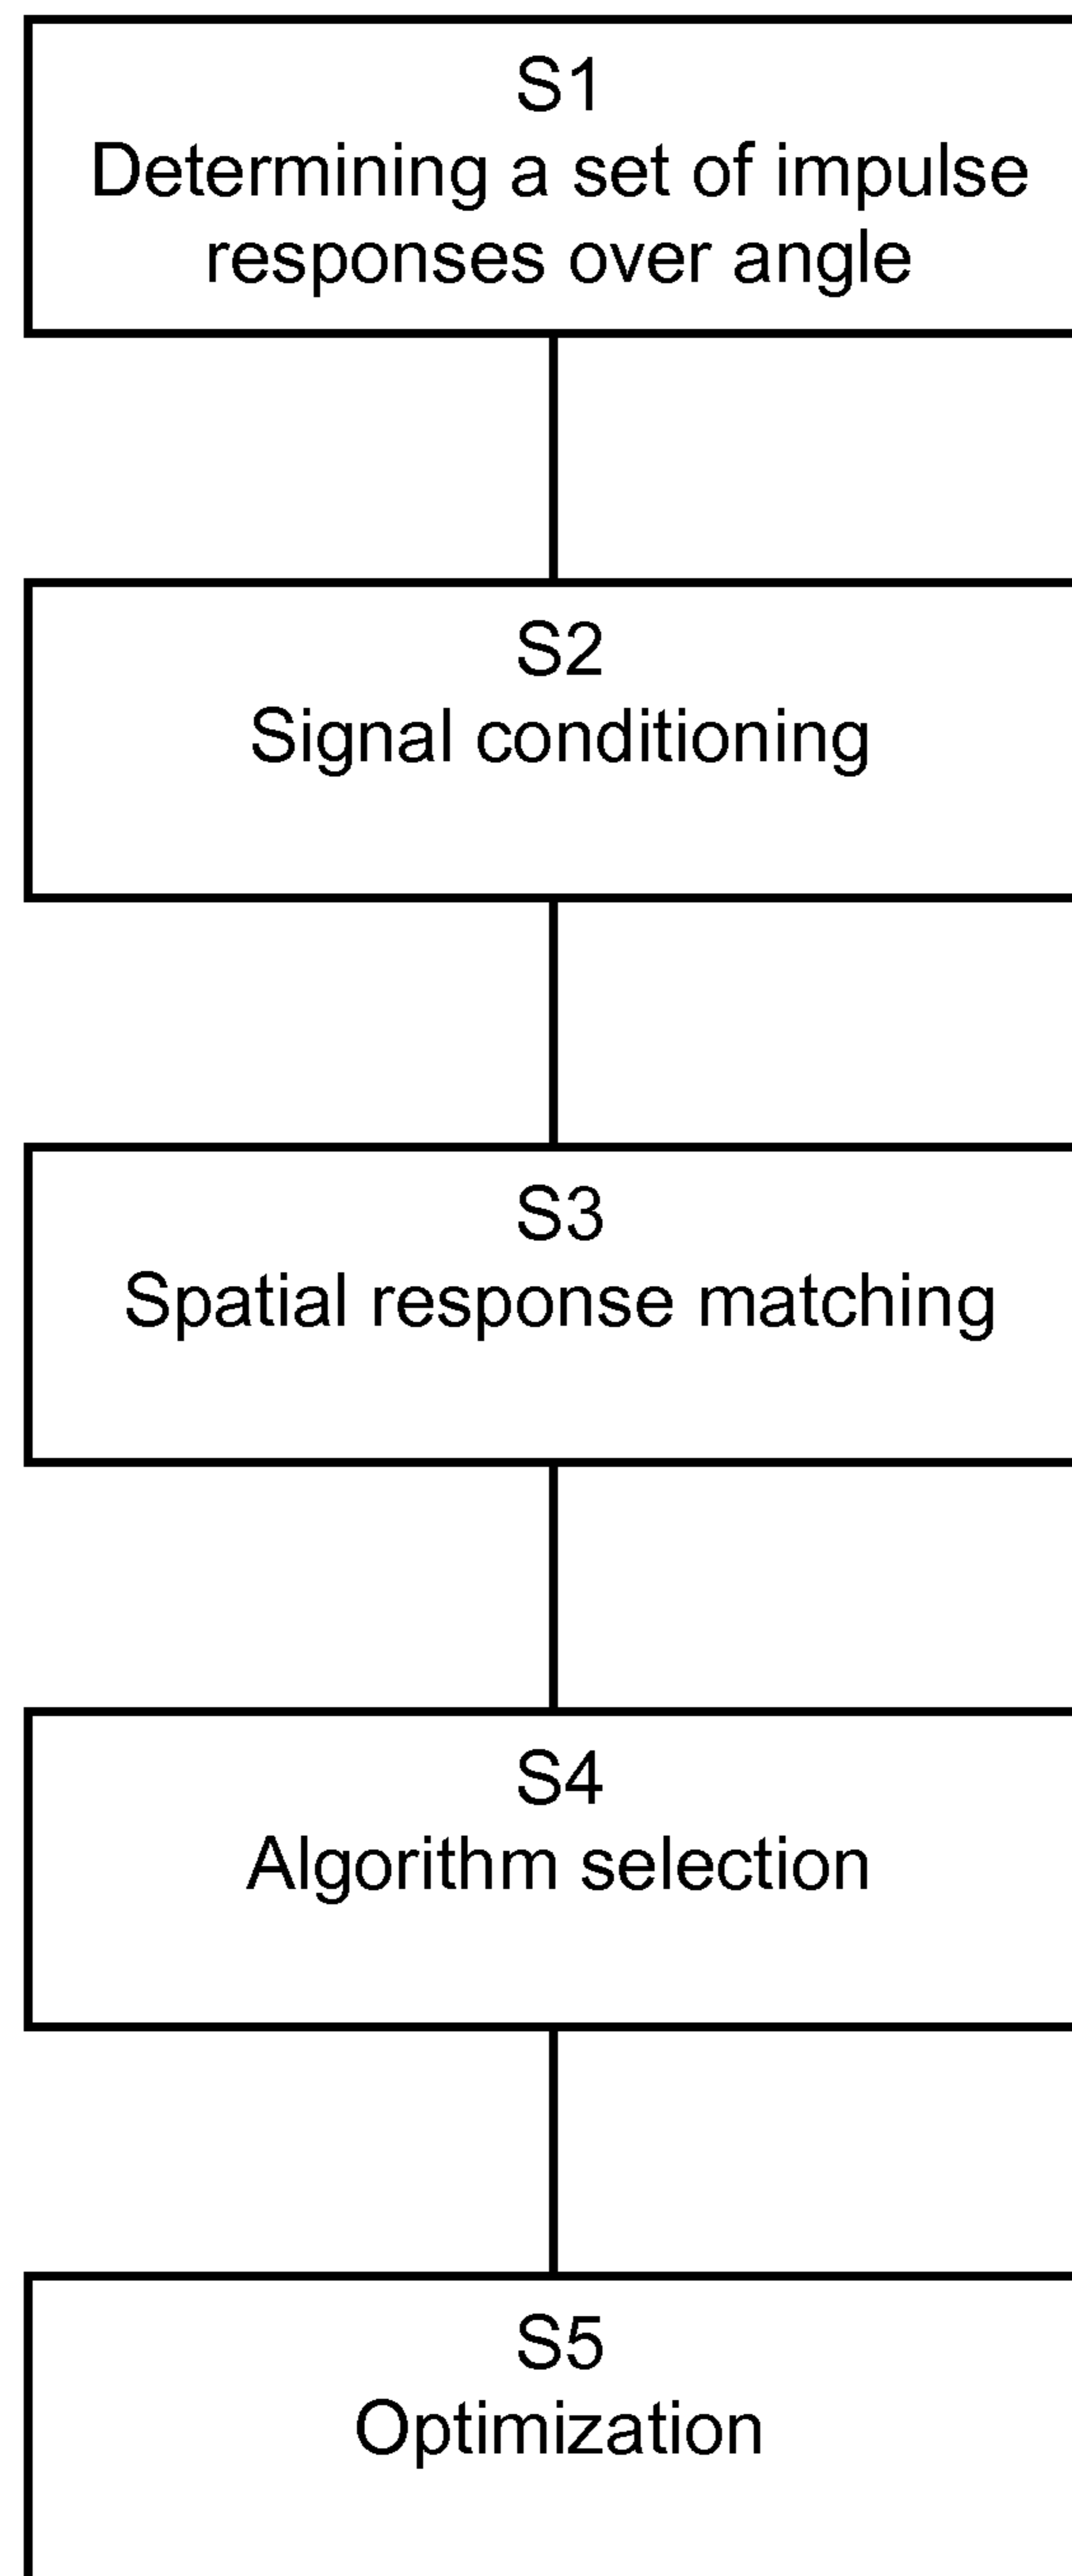 S1
Determining a set of impulse
responses over angle
S2
Signal conditioning
S3
Spatial response matching
S4
Algorithm selection
S5
Optimization